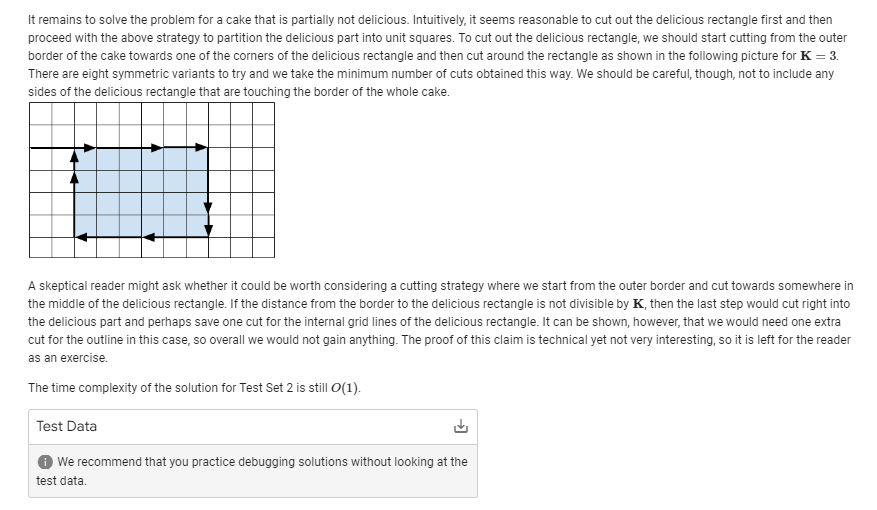 It remains to solve the problem for a cake that is partially not delicious. Intuitively, it seems reasonable to cut out the delicious rectangle first and then
proceed with the above strategy to partition the delicious part into unit squares. To cut out the delicious rectangle, we should start cutting from the outer
border of the cake towards one of the corners of the delicious rectangle and then cut around the rectangle as shown in the following picture for K = 3.
There are eight symmetric variants to try and we take the minimum number of cuts obtained this way. We should be careful, though, not to include any
sides of the delicious rectangle that are touching the border of the whole cake.
A skeptical reader might ask whether it could be worth considering a cutting strategy where we start from the outer border and cut towards somewhere in
the middle of the delicious rectangle. If the distance from the border to the delicious rectangle is not divisible by K, then the last step would cut right into
the delicious part and perhaps save one cut for the internal grid lines of the delicious rectangle. It can be shown, however, that we would need one extra
cut for the outline in this case, so overall we would not gain anything. The proof of this claim is technical yet not very interesting, so it is left for the reader
as an exercise.
The time complexity of the solution for Test Set 2 is still O(1).
Test Data
We recommend that you practice debugging solutions without looking at the
test data.